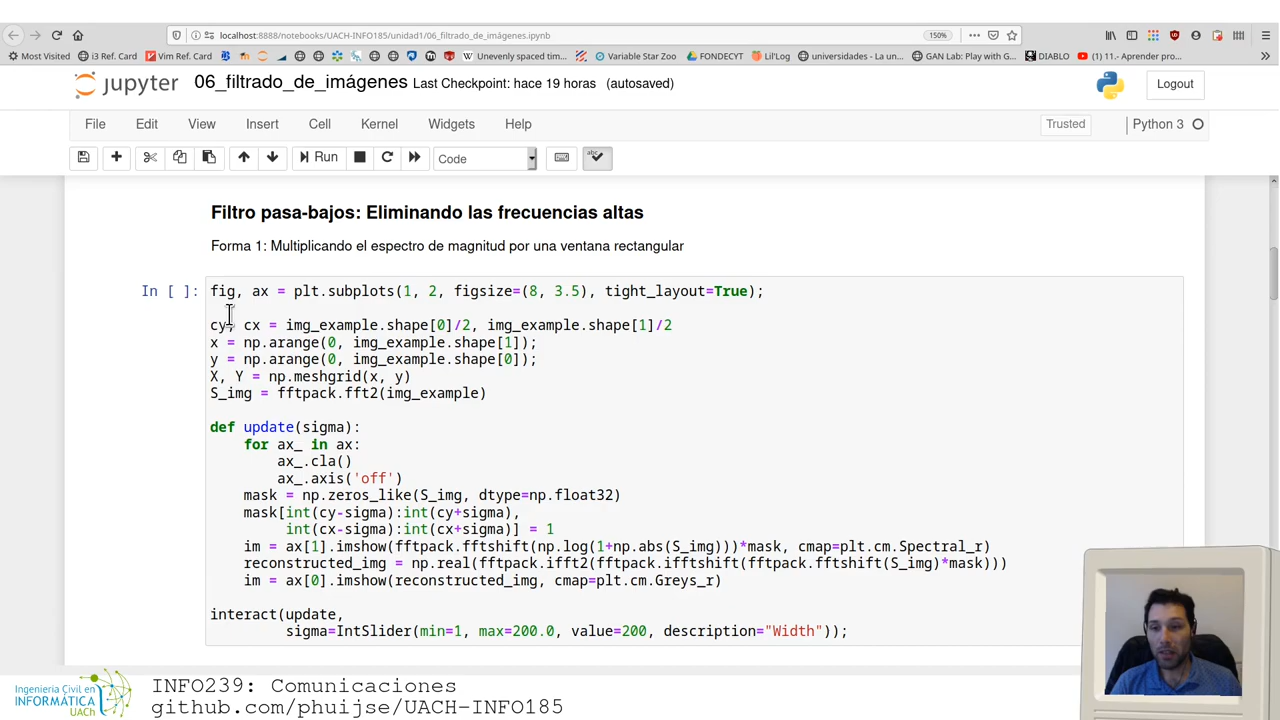 localhost:8888/notebooks/UACH-INFO185/unidad1/06_filtrado_de_imágenes.ipynb
150%
Most Visited
i3 Ref. Card
Vim Ref. Card
Unevenly spaced tim...
Variable Star Zoo
FONDECYT
Lil'Log
universidades - La un...
GAN Lab: Play with G...
DIABLO
(1) 11.- Aprender pro...
jupyter 06_filtrado_de_imágenes Last Checkpoint: hace 19 horas (autosaved)
Logout
File Edit View Insert Cell Kernel Widgets Help
Trusted
Python 3
Run
Code
Filtro pasa-bajos: Eliminando las frecuencias altas
Forma 1: Multiplicando el espectro de magnitud por una ventana rectangular
In [ ]: fig, ax = plt.subplots(1, 2, figsize=(8, 3.5), tight_layout=True);
cy, cx = img_example.shape[0]/2, img_example.shape[1]/2
x = np.arange(0, img_example.shape[1]);
y = np.arange(0, img_example.shape[0]);
X, Y = np.meshgrid(x, y)
S_img = fftpack.fft2(img_example)
def update(sigma):
for ax_ in ax:
ax_.cla()
ax_.axis('off')
mask = np.zeros_like(S_img, dtype=np.float32)
mask[int(cy-sigma):int(cy+sigma),
int(cx-sigma):int(cx+sigma)] = 1
im = ax[1].imshow(fftpack.fftshift(np.log(1+np.abs(S_img)))*mask, cmap=plt.cm.Spectral_r)
reconstructed_img = np.real(fftpack.ifft2(fftpack.ifftshift(fftpack.fftshift(S_img)*mask)))
im = ax[0].imshow(reconstructed_img, cmap=plt.cm.Greys_r)
interact(update,
sigma=IntSlider(min=1, max=200.0, value=200, description="Width"));
Ingeniería Civil en
INFORMÁTICA
UACh
INFO239: Comunicaciones
github.com/phuijse/UACH-INFO185